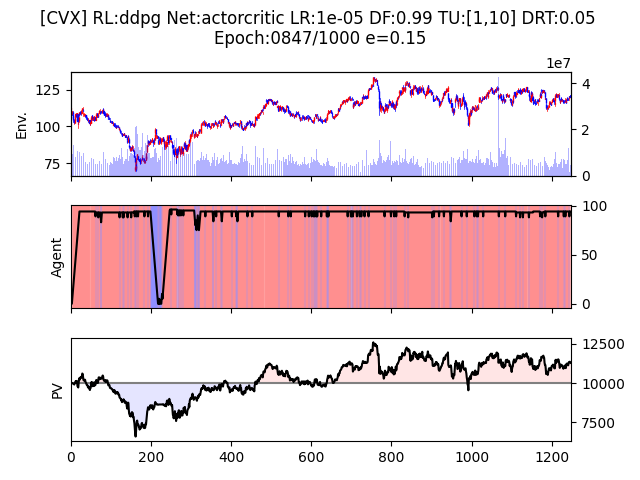 [CVX] RL:ddpg Net:actorcritic LR:1e-05 DF:0.99 TU:[1,10] DRT:0.05
Epoch:0847/1000 e=0.15
1e7
125
100
75
Env.
4
2
0
Agent
100
50
0
PV
12500
10000
7500
0 200 400 600 800 1000 1200